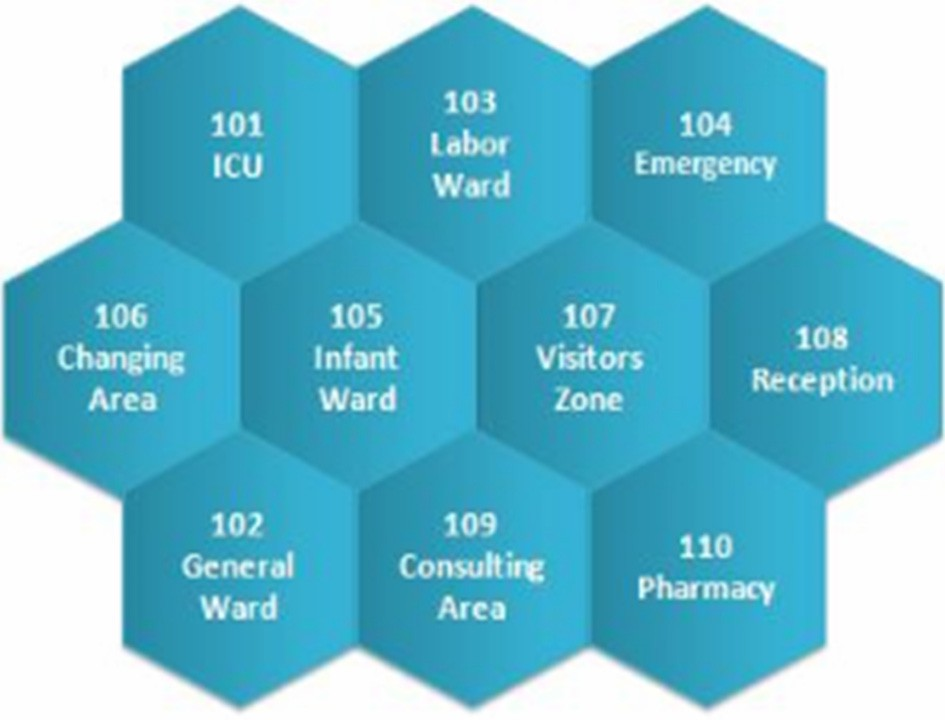 101
ICU
103
Labor
Ward
104
Emergency
106
Changing
Area
105
Infant
Ward
107
Visitors
Zone
108
Reception
102
General
Ward
109
Consulting
Area
110
Pharmacy